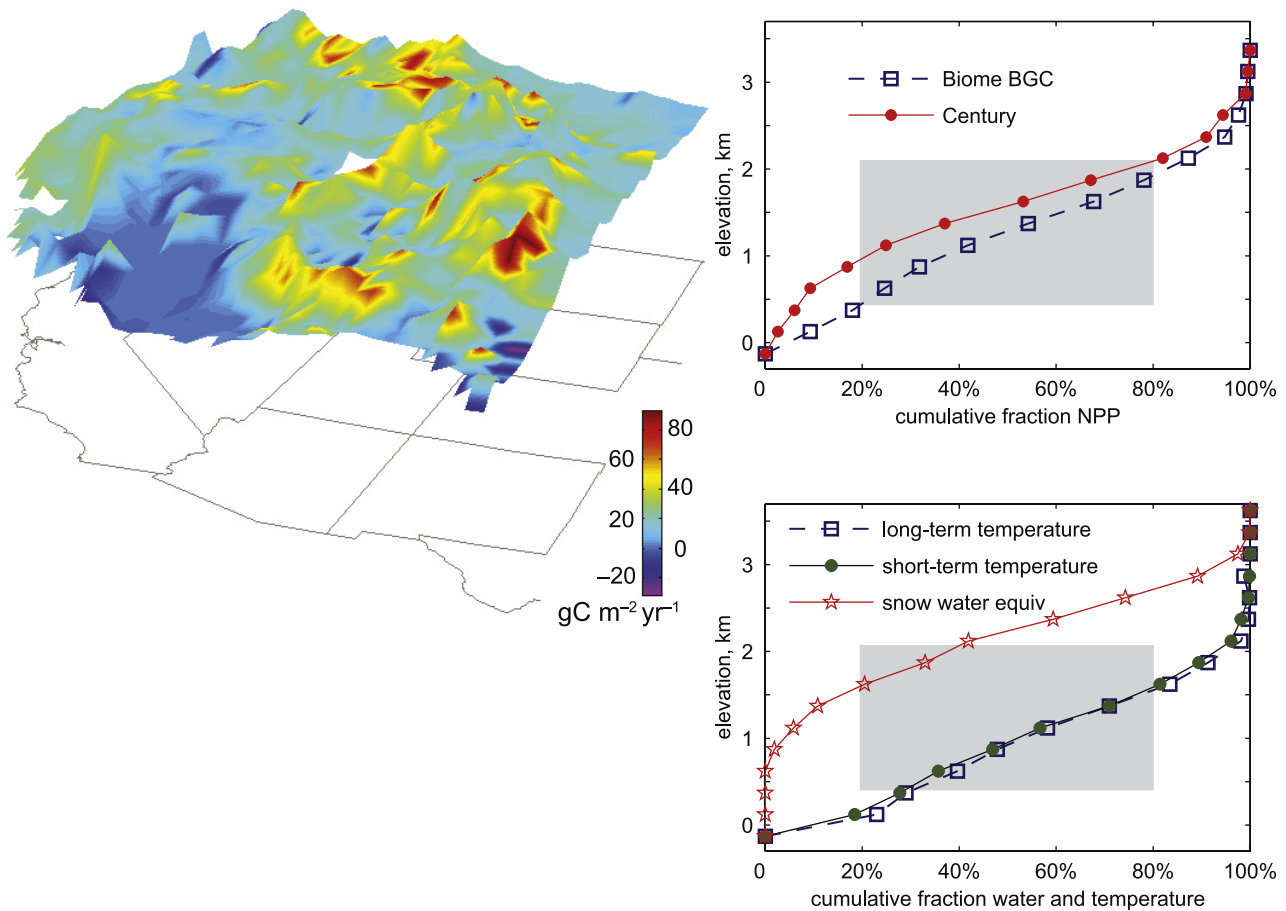 80
60
40
20
0
–20
gC m⁻² yr⁻¹
Biome BGC
Century
elevation, km
3
2
1
0
0 20% 40% 60% 80% 100%
cumulative fraction NPP
long-term temperature
short-term temperature
snow water equiv
elevation, km
3
2
1
0
0 20% 40% 60% 80% 100%
cumulative fraction water and temperature